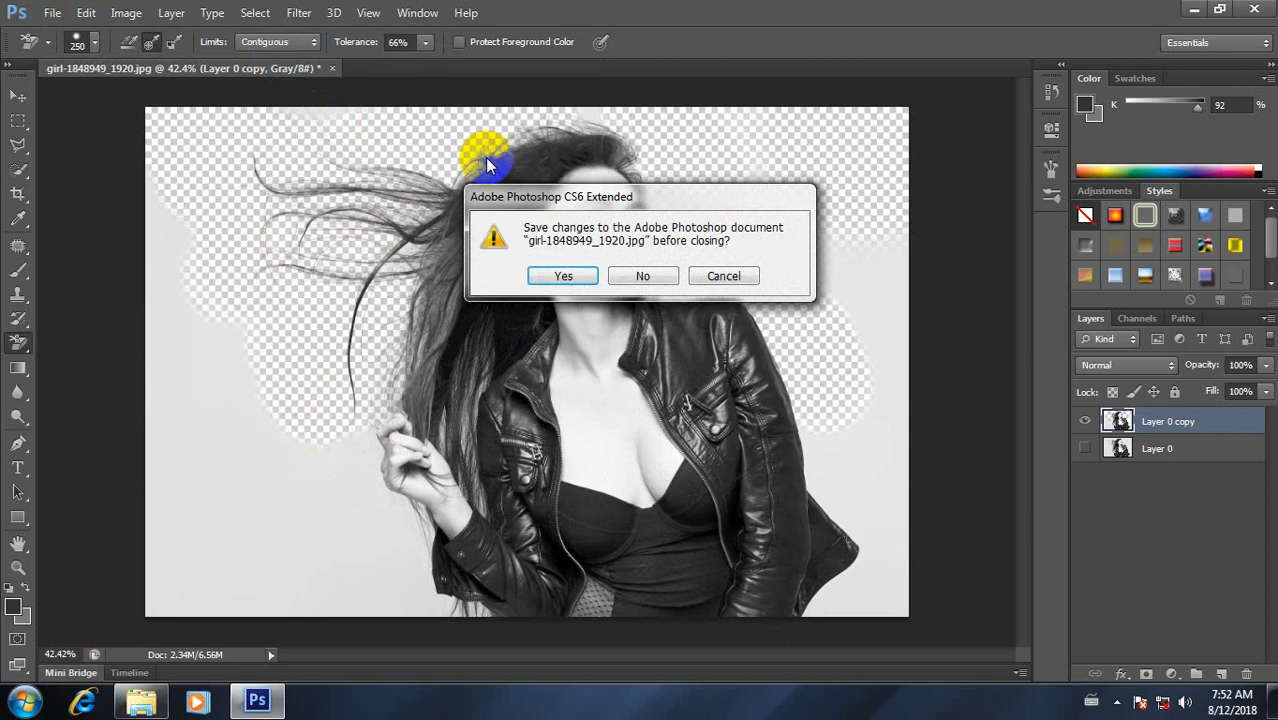 Ps File Edit Image Layer Type Select Filter 3D View Window Help
250 Limits: Contiguous Tolerance: 66% Protect Foreground Color Essentials
girl-1848949_1920.jpg @ 42.4% (Layer 0 copy, Gray/8#) * ×
Color Swatches
K 92 %
Adjustments Styles
Adobe Photoshop CS6 Extended
Save changes to the Adobe Photoshop document
“girl-1848949_1920.jpg” before closing?
Yes No Cancel
Layers Channels Paths
Kind
Normal Opacity: 100%
Lock: Fill: 100%
Layer 0 copy
Layer 0
42.42% Doc: 2.34M/6.56M
Mini Bridge Timeline
Ps
7:52 AM
8/12/2018